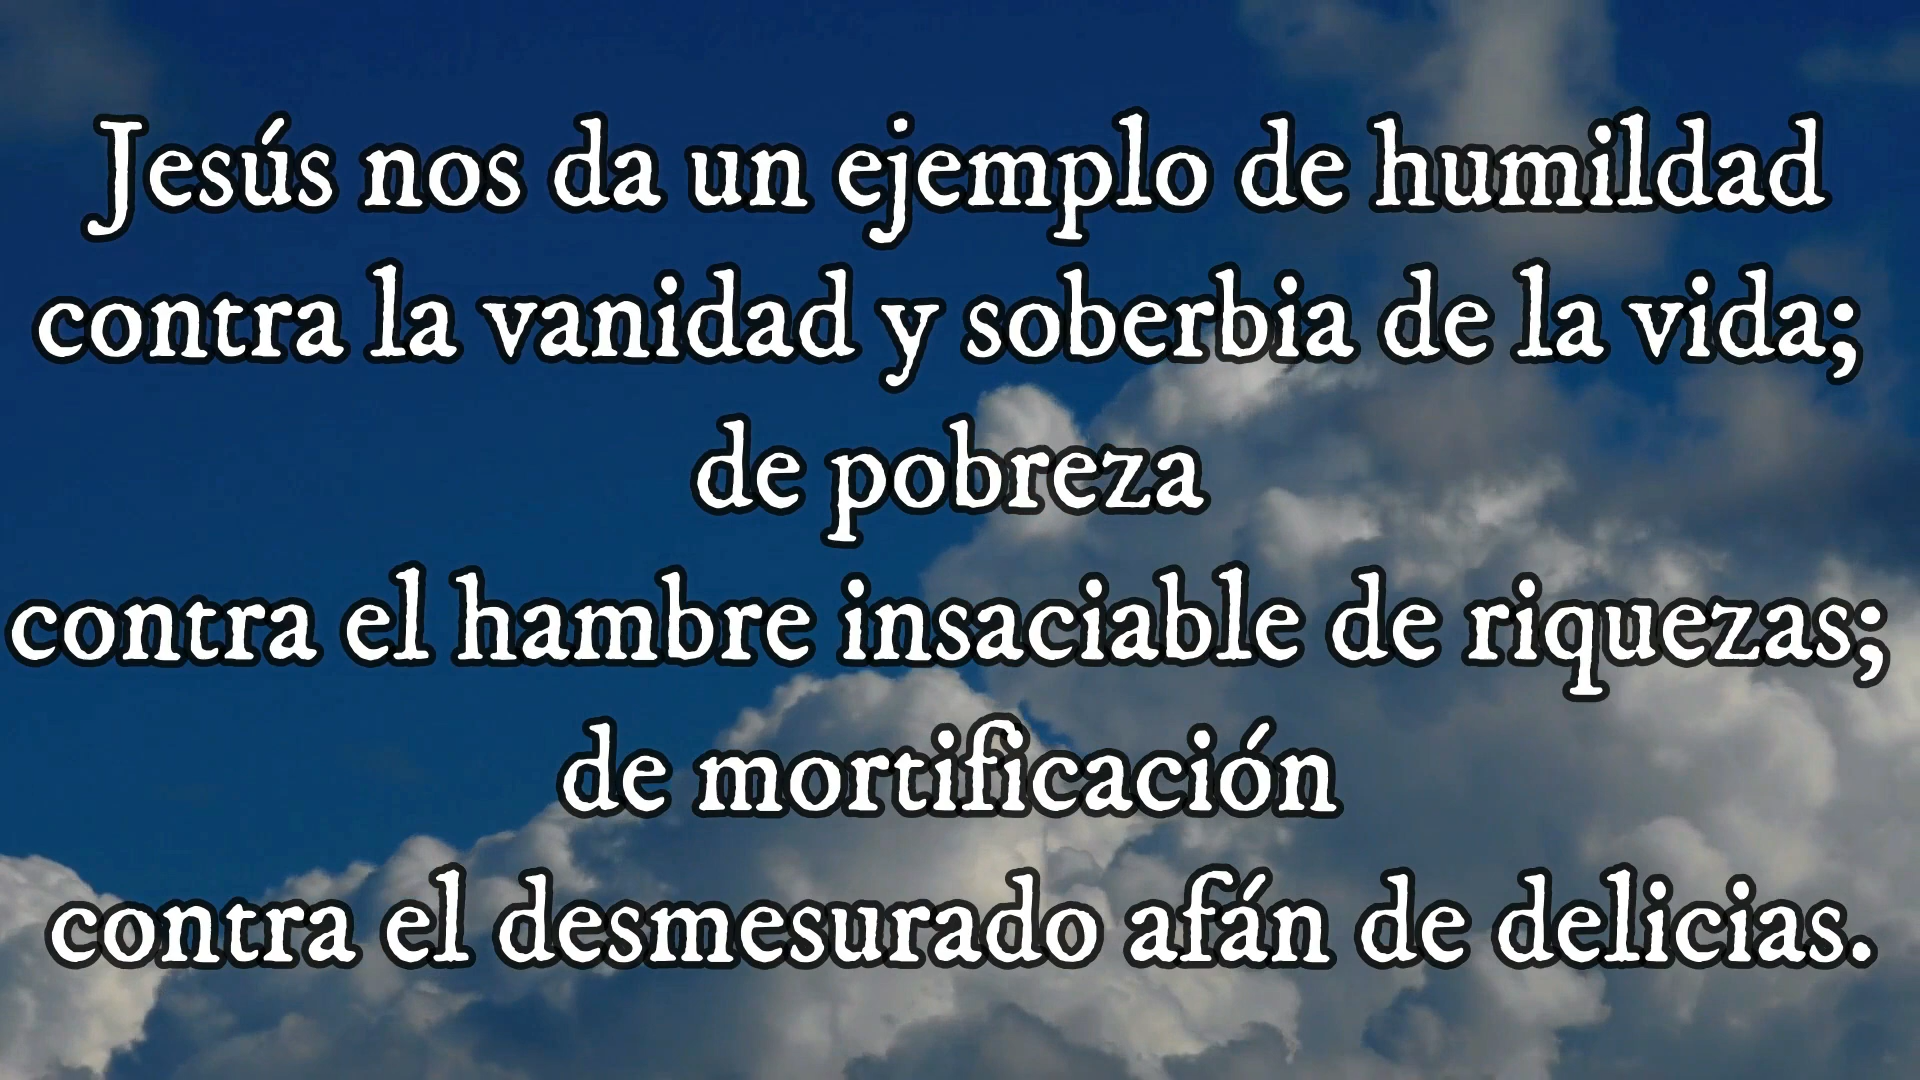 Jesús nos da un ejemplo de humildad
contra la vanidad y soberbia de la vida;
de pobreza
contra el hambre insaciable de riquezas;
de mortificación
contra el desmesurado afán de delicias.